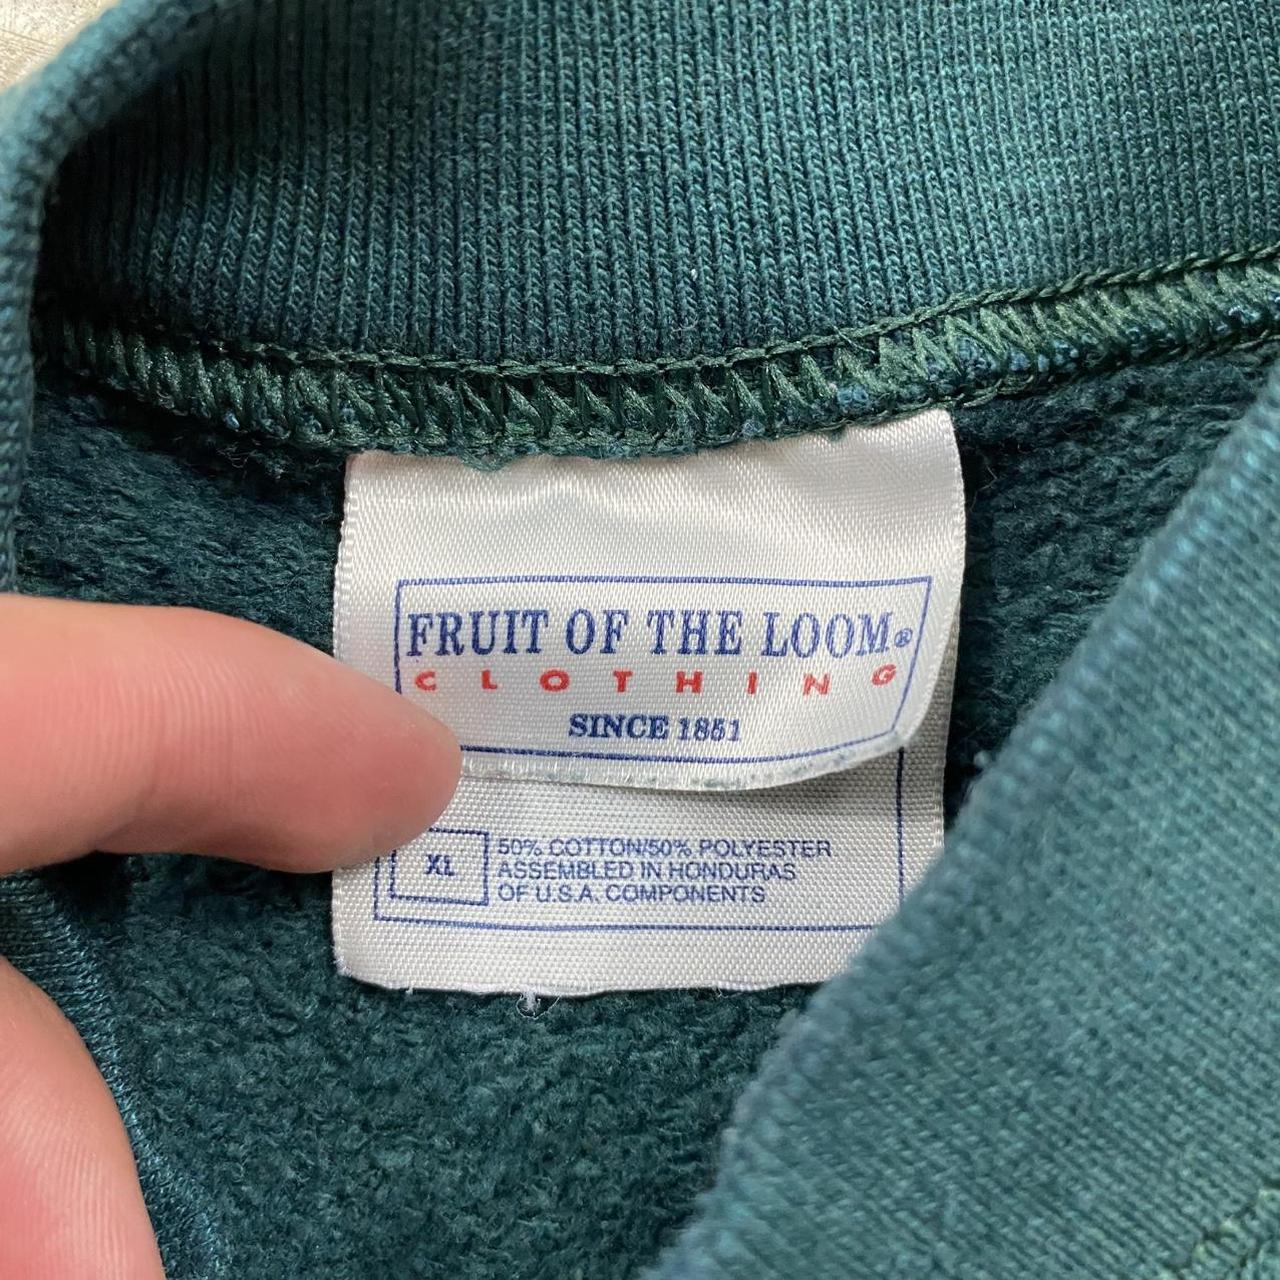 FRUIT OF THE LOOM®
CLOTHING
SINCE 1851
XL
50% COTTON/50% POLYESTER
ASSEMBLED IN HONDURAS
OF U.S.A. COMPONENTS